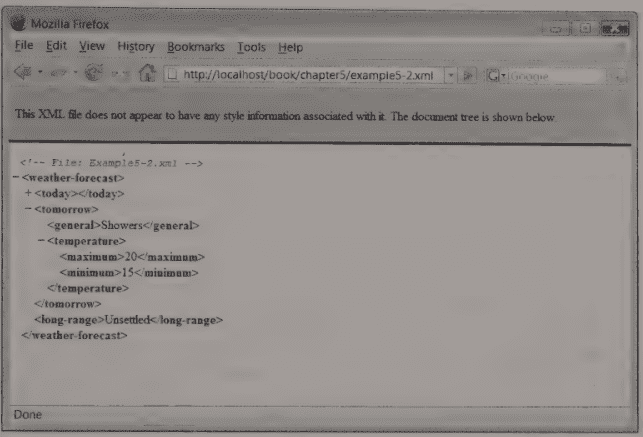 Mozilla Firefox
File Edit View History Bookmarks Tools Help
http://localhost/book/chapter5/example5-2.xml Google
This XML file does not appear to have any style information associated with it. The document tree is shown below.
<!-- File: Example5-2.xml -->
−<weather-forecast>
+<today></today>
−<tomorrow>
<general>Showers</general>
−<temperature>
<maximum>20</maximum>
<minimum>15</minimum>
</temperature>
</tomorrow>
<long-range>Unsettled</long-range>
</weather-forecast>
Done